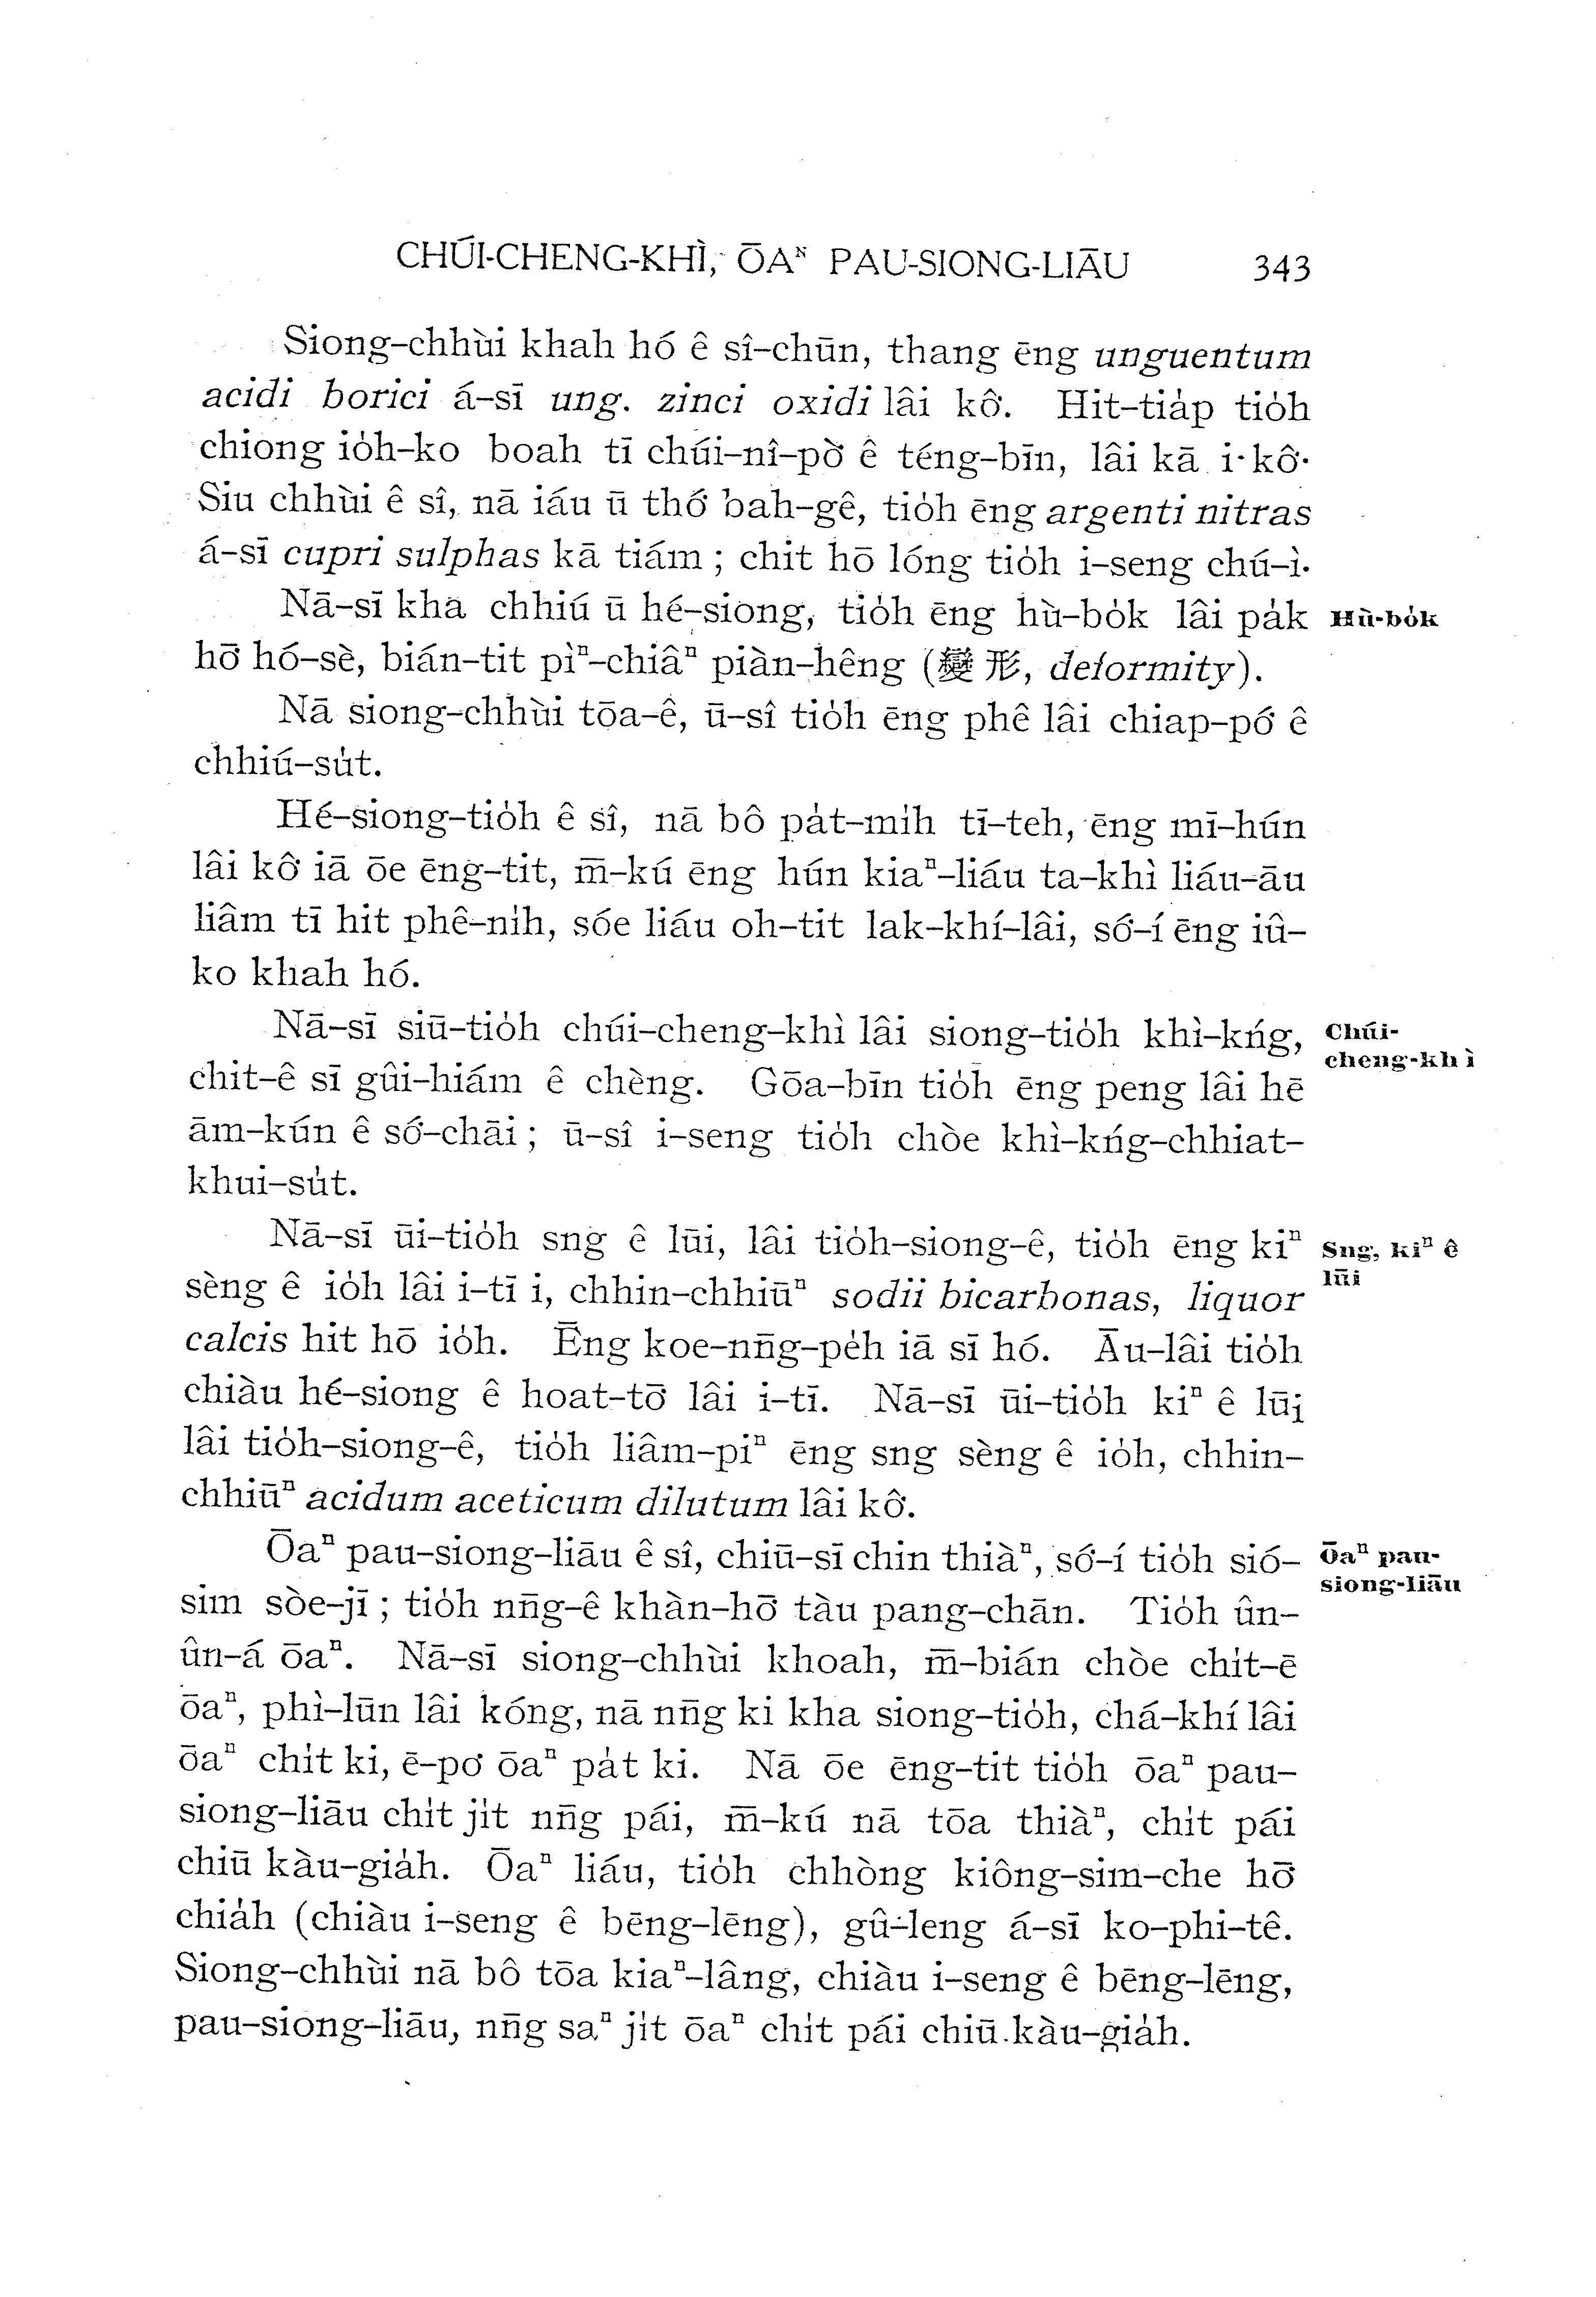 CHÚI-CHENG-KHÌ, ŌAᴺ PAU-SIONG-LIĀU 343
Siong-chhùi khah hó ê sî-chūn, thang ēng unguentum
acidi borici á-sī ung. zinci oxidi lâi kô͘. Hit-tia̍p tio̍h
chiong io̍h-ko boah tī chúi-nî-pò͘ ê téng-bīn, lâi kā i kô͘.
Siu chhùi ê sî, nā iáu ū thó͘ bah-gê, tio̍h ēng argenti nitras
á-sī cupri sulphas kā tiám; chit hō lóng tio̍h i-seng chú-ì.
Nā-sī kha chhiú ū hé-siong, tio̍h ēng hù-bo̍k lâi pa̍k
Hù-bo̍k
hō͘ hó-sè, bián-tit pìⁿ-chiâⁿ piàn-hêng (變形, deformity).
Nā siong-chhùi tōa-ê, ū-sî tio̍h ēng phê lâi chiap-pó͘ ê
chhiú-su̍t.
Hé-siong-tio̍h ê sî, nā bô pa̍t-mih tī-teh, ēng mī-hún
lâi kô͘ iā ōe ēng-tit, m̄-kú ēng hún kiaⁿ-liáu ta-khì liáu-āu
liâm tī hit phê-ni̍h, sóe liáu oh-tit lak-khí-lâi, só͘-í ēng iû-
ko khah hó.
Nā-sī siū-tio̍h chúi-cheng-khì lâi siong-tio̍h khì-kńg,
Chúi-
cheng-khì
chit-ê sī gûi-hiám ê chèng. Gōa-bīn tio̍h ēng peng lâi hē
ām-kún ê só͘-chāi; ū-sî i-seng tio̍h chòe khì-kńg-chhiat-
khui-su̍t.
Nā-sī ūi-tio̍h sng ê lūi, lâi tio̍h-siong-ê, tio̍h ēng kiⁿ
Sng, kiⁿ ê
lūi
sèng ê io̍h lâi i-tī i, chhin-chhiūⁿ sodii bicarbonas, liquor
calcis hit hō io̍h. Ēng koe-nn̄g-pe̍h iā sī hó. Āu-lâi tio̍h
chiàu hé-siong ê hoat-tō͘ lâi i-tī. Nā-sī ūi-tio̍h kiⁿ ê lūi
lâi tio̍h-siong-ê, tio̍h liâm-piⁿ ēng sng sèng ê io̍h, chhin-
chhiūⁿ acidum aceticum dilutum lâi kô͘.
Ōaⁿ pau-siong-liāu ê sî, chiū-sī chin thiàⁿ, só͘-í tio̍h sió-
Ōaⁿ pau-
siong-liāu
sim sòe-jī; tio̍h nn̄g-ê khàn-hō͘ tàu pang-chān. Tio̍h ûn-
ûn-á ōaⁿ. Nā-sī siong-chhùi khoah, m̄-bián chòe chi̍t-ē
ōaⁿ, phì-lūn lâi kóng, nā nn̄g ki kha siong-tio̍h, chá-khí lâi
ōaⁿ chi̍t ki, ē-po͘ ōaⁿ pa̍t ki. Nā ōe ēng-tit tio̍h ōaⁿ pau-
siong-liāu chi̍t ji̍t nn̄g pái, m̄-kú nā tōa thiàⁿ, chi̍t pái
chiū kàu-gia̍h. Ōaⁿ liáu, tio̍h chhòng kiông-sim-che hō͘
chia̍h (chiàu i-seng ê bēng-lēng), gû-leng á-sī ko-phi-tê.
Siong-chhùi nā bô tōa kiaⁿ-lâng, chiàu i-seng ê bēng-lēng,
pau-siong-liāu, nn̄g saⁿ ji̍t ōaⁿ chi̍t pái chiū kàu-gia̍h.